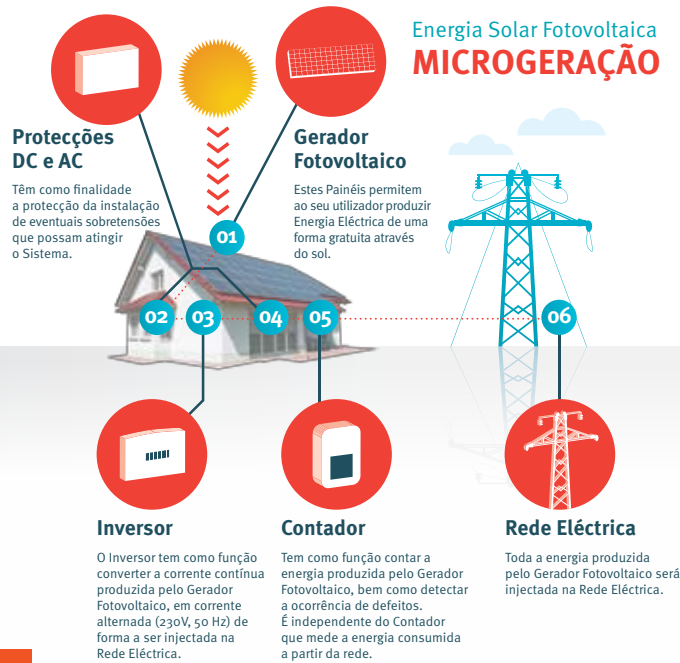 Energia Solar Fotovoltaica
MICROGERAÇÃO
Protecções
DC e AC
Têm como finalidade
a protecção da instalação
de eventuais sobretensões
que possam atingir
o Sistema.
Gerador
Fotovoltaico
Estes Painéis permitem
ao seu utilizador produzir
Energia Eléctrica de uma
forma gratuita através
do sol.
01
02
03
04
05
06
Inversor
O Inversor tem como função
converter a corrente contínua
produzida pelo Gerador
Fotovoltaico, em corrente
alternada (230V, 50 Hz) de
forma a ser injectada na
Rede Eléctrica.
Contador
Tem como função contar a
energia produzida pelo Gerador
Fotovoltaico, bem como detectar
a ocorrência de defeitos.
É independente do Contador
que mede a energia consumida
a partir da rede.
Rede Eléctrica
Toda a energia produzida
pelo Gerador Fotovoltaico será
injectada na Rede Eléctrica.